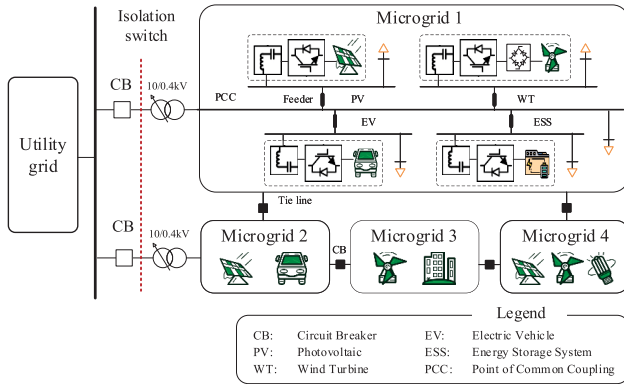 Isolation
switch
Microgrid 1
CB
10/0.4kV
PCC
Feeder
PV
WT
EV
ESS
Utility
grid
Tie line
CB
10/0.4kV
Microgrid 2
CB
Microgrid 3
Microgrid 4
Legend
CB: Circuit Breaker EV: Electric Vehicle
PV: Photovoltaic ESS: Energy Storage System
WT: Wind Turbine PCC: Point of Common Coupling